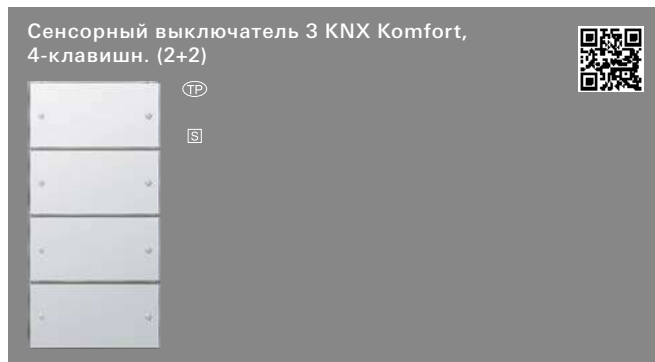 Сенсорный выключатель 3 KNX Komfort,
4-клавишн. (2+2)
TP
S